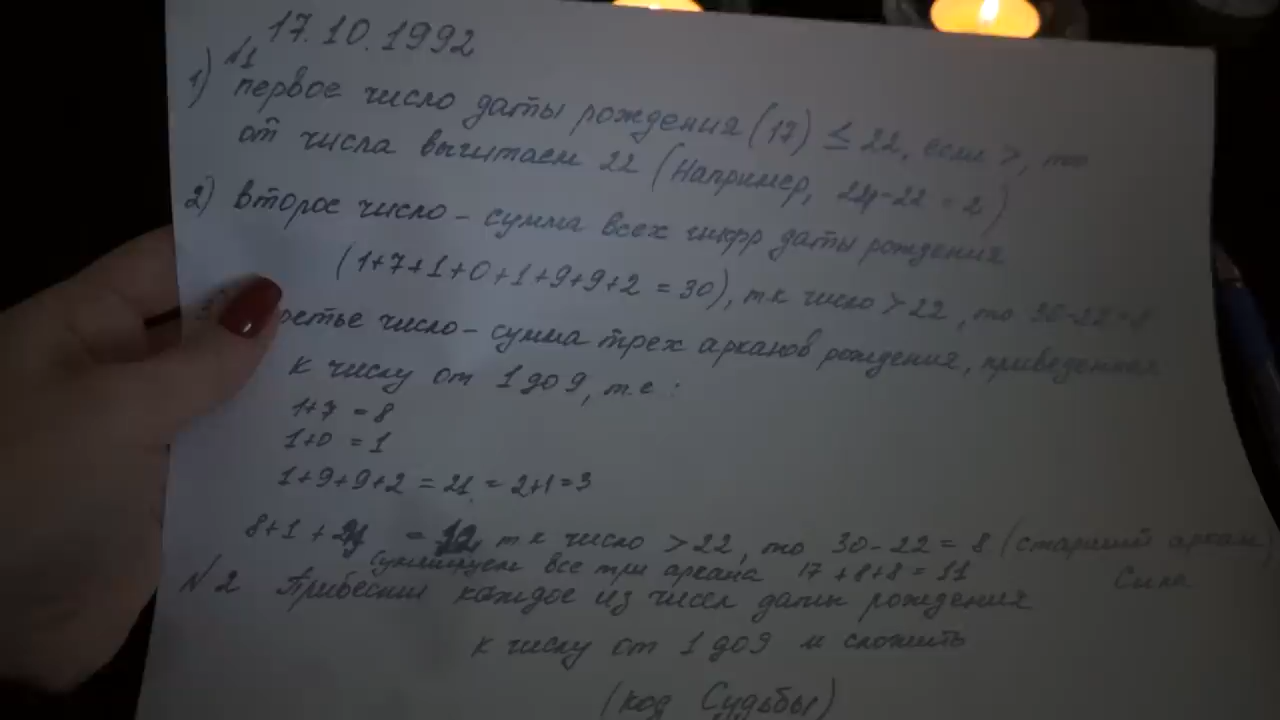 17.10.1992
№1
1) первое число даты рождения (17) ≤ 22, если >, то
от числа вычитаем 22 (Например, 24-22 = 2)
2) второе число - сумма всех цифр даты рождения
(1+7+1+0+1+9+9+2 = 30), т.к число > 22, то 30-22=8
третье число - сумма трех арканов рождения, приведенная
к числу от 1 до 9, т.е:
1+7 = 8
1+0 = 1
1+9+9+2 = 21 = 2+1=3
8+1+ = т к число > 22, то 30-22 = 8 (старший аркан)
Суммируем все три аркана 17+8+8=11 Сила
№2 каждое из чисел даты рождения
к числу от 1 до 9 и сложить
(код Судьбы)